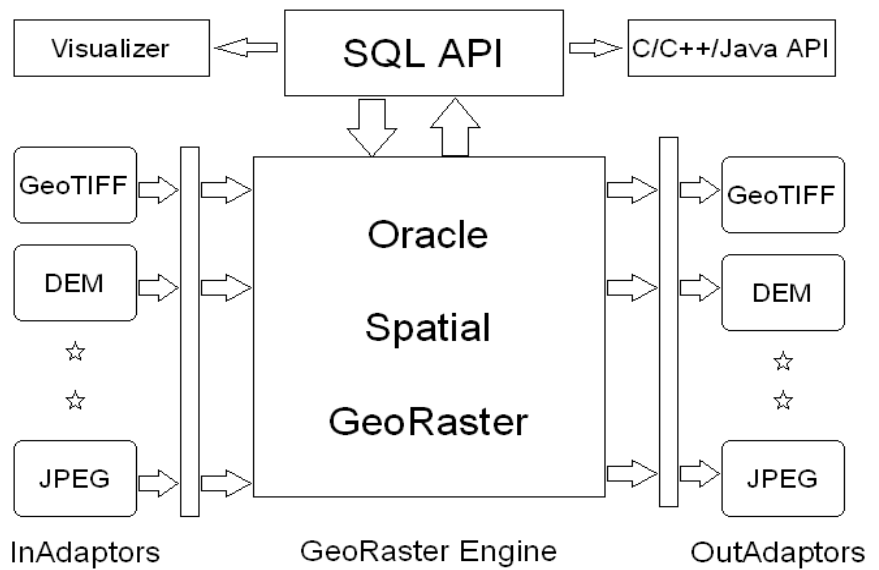 Visualizer
SQL API
C/C++/Java API
GeoTIFF
DEM
JPEG
InAdaptors
Oracle
Spatial
GeoRaster
GeoRaster Engine
GeoTIFF
DEM
JPEG
OutAdaptors